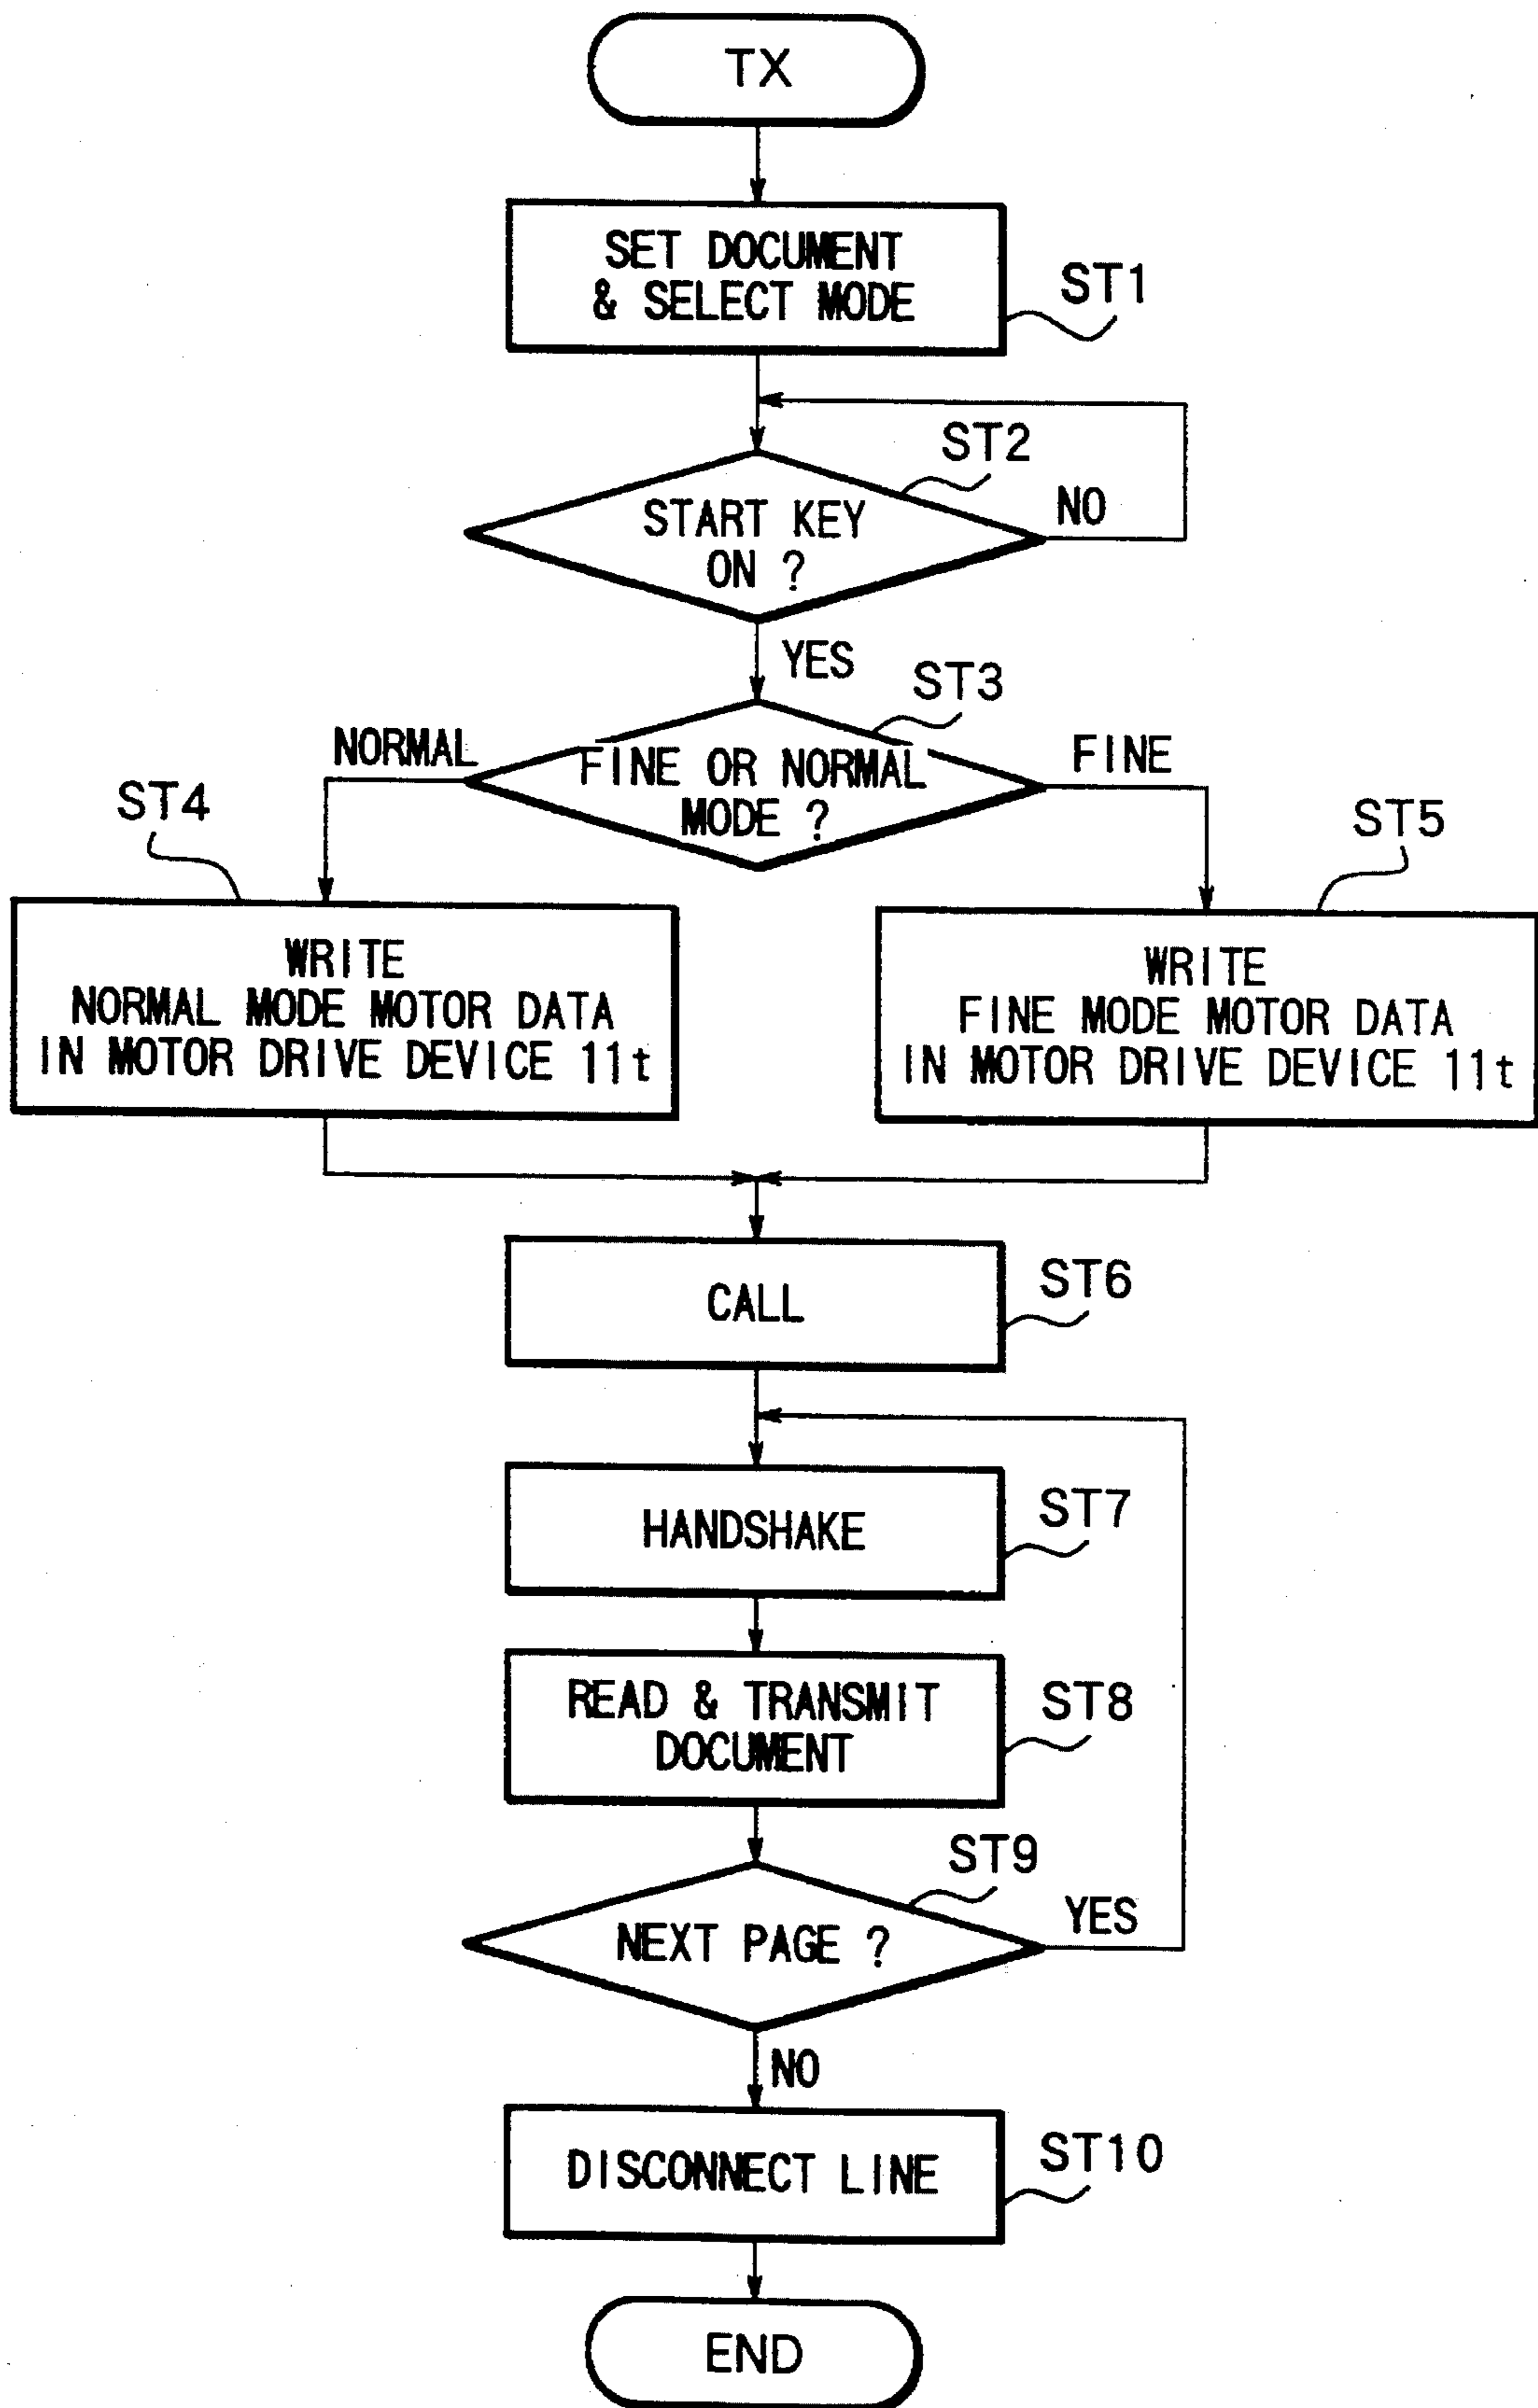 TX
SET DOCUMENT
& SELECT MODE
ST1
ST2
START KEY
ON ?
NO
YES
ST3
NORMAL
FINE OR NORMAL
MODE ?
FINE
ST4
ST5
WRITE
NORMAL MODE MOTOR DATA
IN MOTOR DRIVE DEVICE 11t
WRITE
FINE MODE MOTOR DATA
IN MOTOR DRIVE DEVICE 11t
CALL
ST6
HANDSHAKE
ST7
READ & TRANSMIT
DOCUMENT
ST8
ST9
NEXT PAGE ?
YES
NO
DISCONNECT LINE
ST10
END